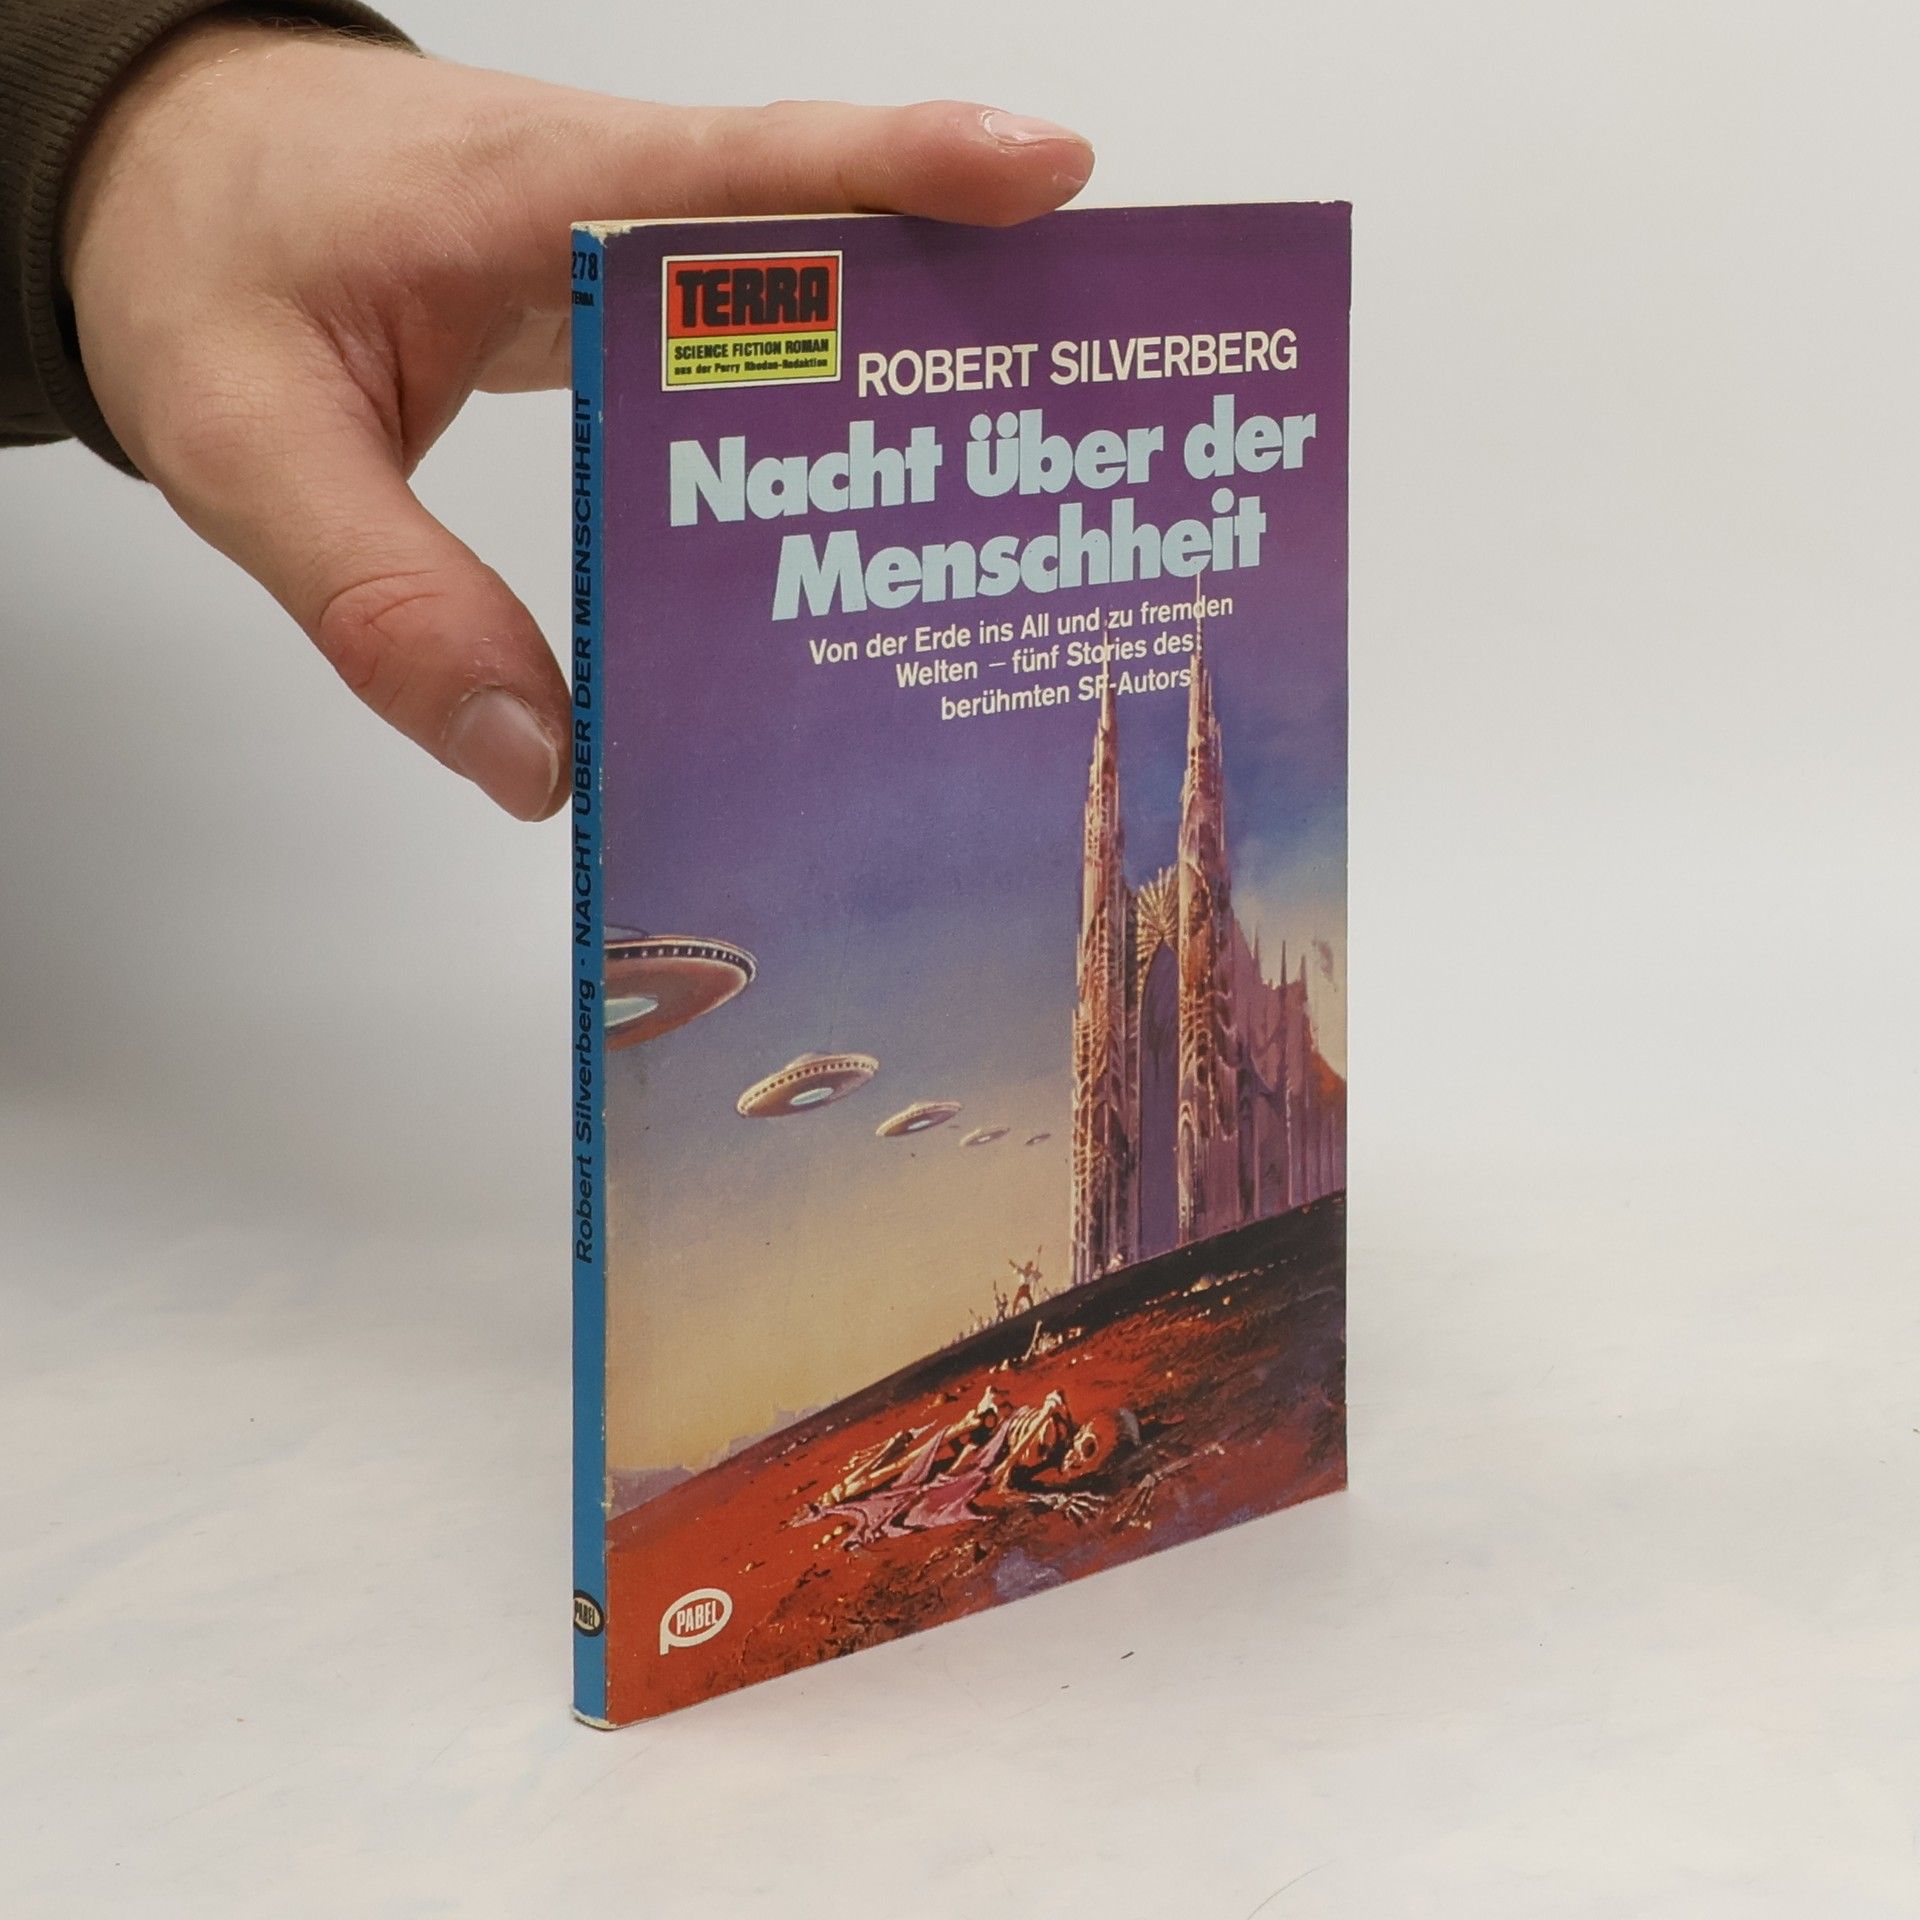 TERRA
SCIENCE FICTION ROMAN
aus der Perry Rhodan-Redaktion
ROBERT SILVERBERG
Nacht über der
Menschheit
Von der Erde ins All und zu fremden
Welten – fünf Stories des
berühmten SF-Autors
PABEL
278
TERRA
Robert Silverberg · NACHT ÜBER DER MENSCHHEIT
PABEL